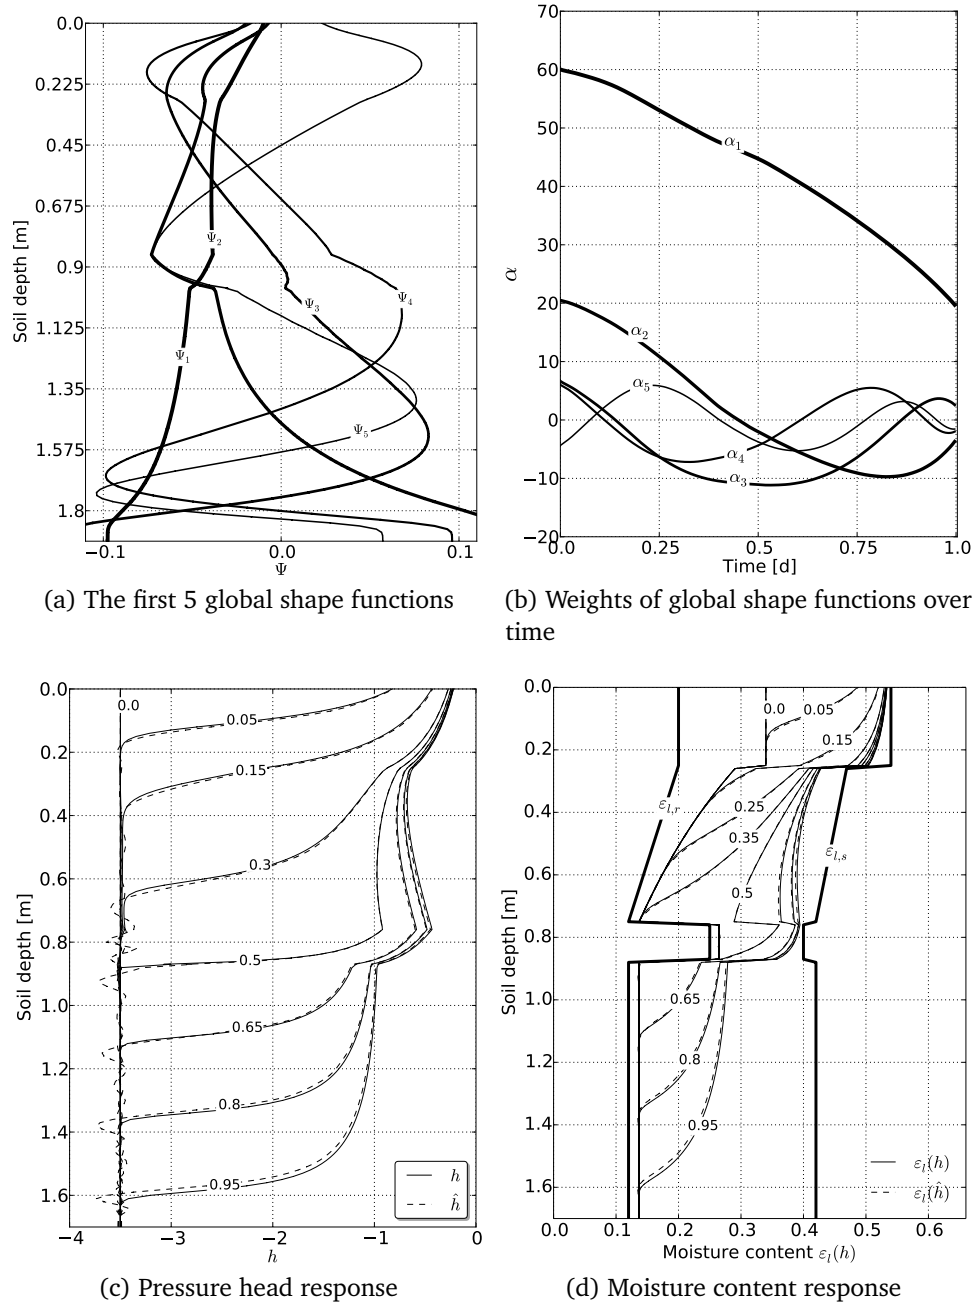 0.0
0.225
0.45
0.675
0.9
1.125
1.35
1.575
1.8
Soil depth [m]
−0.1
0.0
0.1
Ψ
Ψ₂
Ψ₃
Ψ₄
Ψ₁
Ψ₅
(a) The first 5 global shape functions
70
60
50
40
30
20
10
0
−10
−20
α
0.0
0.25
0.5
0.75
1.0
Time [d]
α₁
α₂
α₅
α₄
α₃
(b) Weights of global shape functions over
time
0.0
0.2
0.4
0.6
0.8
1.0
1.2
1.4
1.6
Soil depth [m]
0.0
0.05
0.15
0.3
0.5
0.65
0.8
0.95
h
ĥ
−4
−3
−2
−1
0
h
(c) Pressure head response
0.0
0.2
0.4
0.6
0.8
1.0
1.2
1.4
1.6
Soil depth [m]
0.0
0.05
0.15
ε_{l,r}
0.25
0.35
ε_{l,s}
0.5
0.65
0.8
0.95
ε_l(h)
ε_l(ĥ)
0.0
0.1
0.2
0.3
0.4
0.5
0.6
Moisture content ε_l(h)
(d) Moisture content response